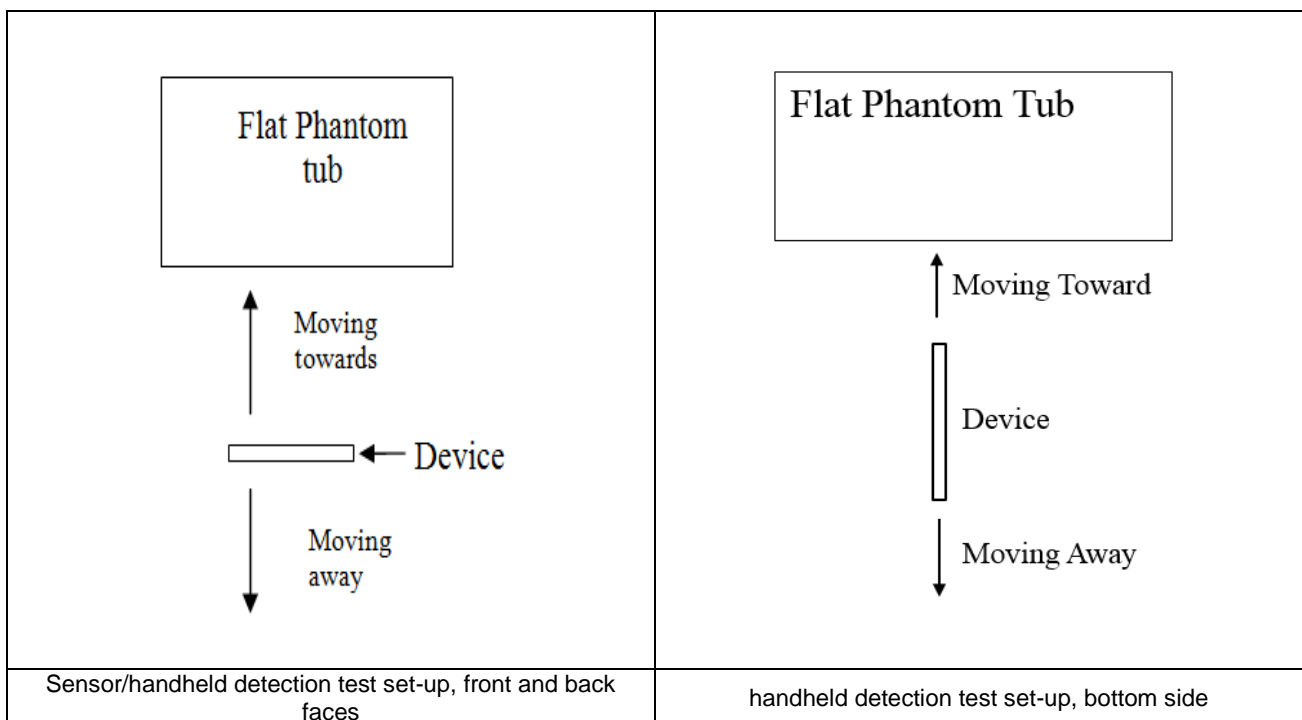 Flat Phantom
tub
Moving
towards
Device
Moving
away
Sensor/handheld detection test set-up, front and back
faces
Flat Phantom Tub
Moving Toward
Device
Moving Away
handheld detection test set-up, bottom side